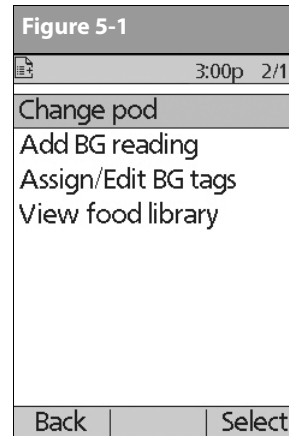 Figure 5-1
3:00p 2/1
Change pod
Add BG reading
Assign/Edit BG tags
View food library
Back Select